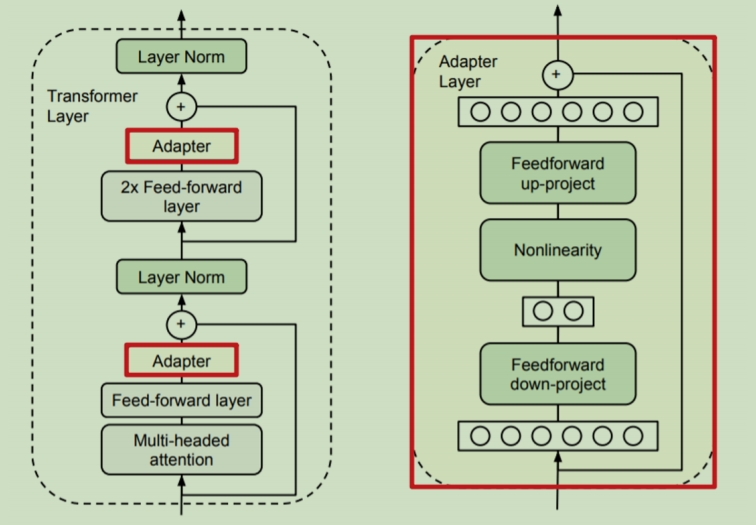 Layer Norm
Transformer
Layer
+
Adapter
2x Feed-forward
layer
Layer Norm
+
Adapter
Feed-forward layer
Multi-headed
attention
Adapter
Layer
+
Feedforward
up-project
Nonlinearity
Feedforward
down-project